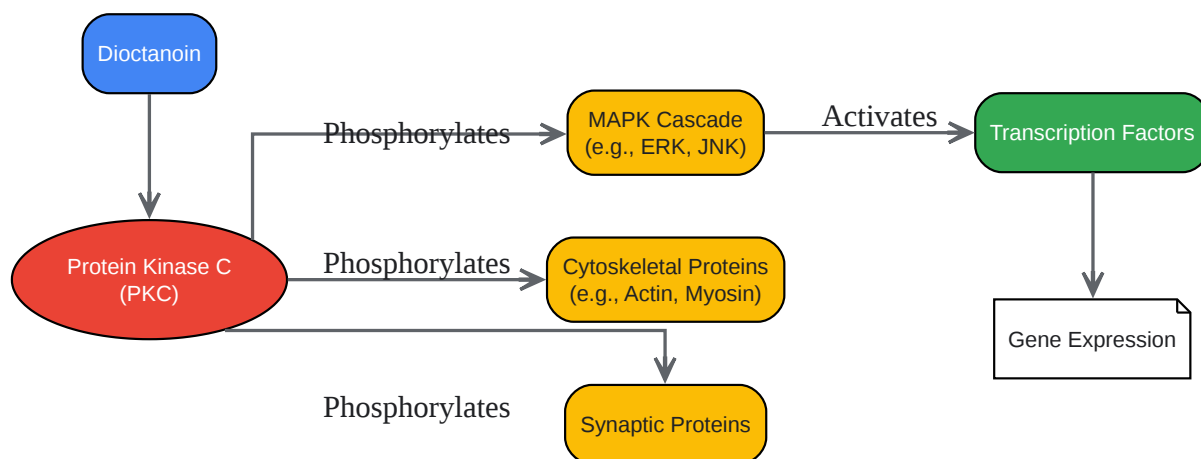 Dioctanoin
Phosphorylates
MAPK Cascade
(e.g., ERK, JNK)
Activates
Transcription Factors
Protein Kinase C
(PKC)
Phosphorylates
Cytoskeletal Proteins
(e.g., Actin, Myosin)
Gene Expression
Phosphorylates
Synaptic Proteins